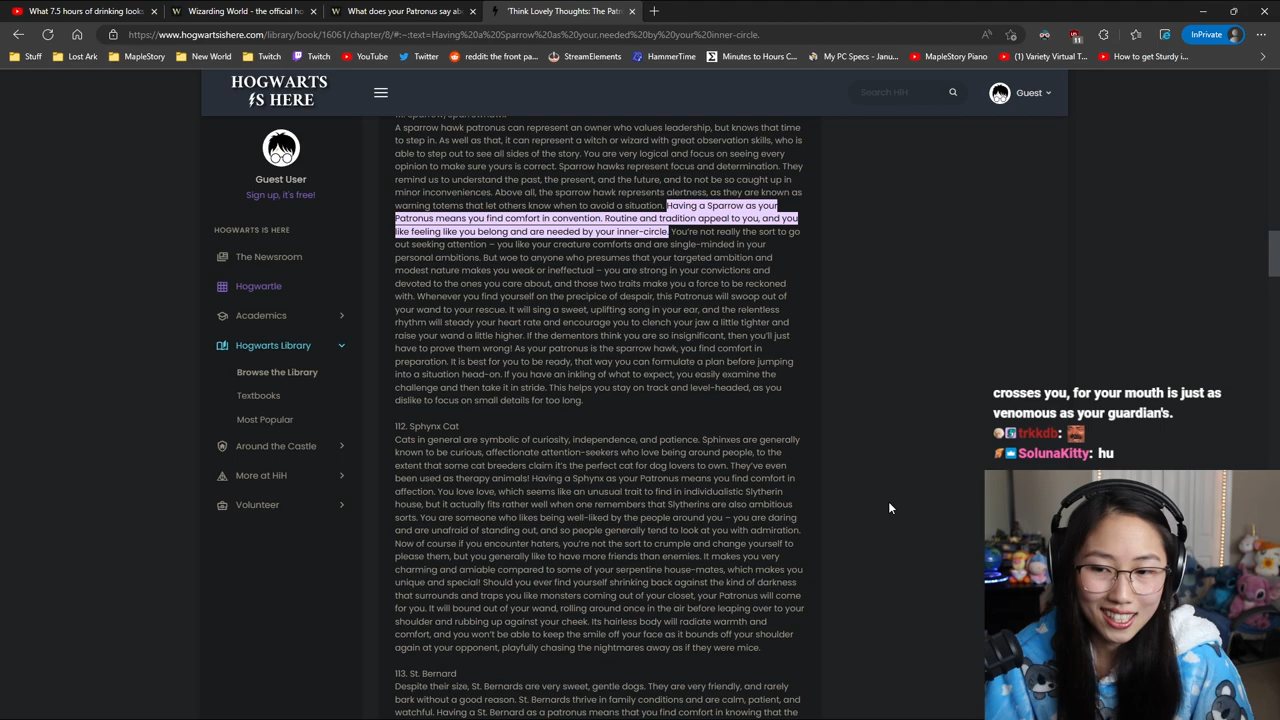 What 7.5 hours of drinking looks
Wizarding World - the official ho
What does your Patronus say ab
'Think Lovely Thoughts: The Patr
https://www.hogwartsishere.com/library/book/16061/chapter/8/#:~:text=Having%20a%20Sparrow%20as%20your,needed%20by%20your%20inner-circle.
11
InPrivate
Stuff
Lost Ark
MapleStory
New World
Twitch
YouTube
Twitter
reddit: the front pa...
StreamElements
HammerTime
Minutes to Hours C...
My PC Specs - Janu...
MapleStory Piano
(1) Variety Virtual T...
How to get Sturdy i...
HOGWARTS
IS HERE
Search HiH
Guest
Guest User
Sign up, it's free!
HOGWARTS IS HERE
The Newsroom
Hogwartle
Academics
Hogwarts Library
Browse the Library
Textbooks
Most Popular
Around the Castle
More at HiH
Volunteer
A sparrow hawk patronus can represent an owner who values leadership, but knows that time
to step in. As well as that, it can represent a witch or wizard with great observation skills, who is
able to step out to see all sides of the story. You are very logical and focus on seeing every
opinion to make sure yours is correct. Sparrow hawks represent focus and determination. They
remind us to understand the past, the present, and the future, and to not be so caught up in
minor inconveniences. Above all, the sparrow hawk represents alertness, as they are known as
warning totems that let others know when to avoid a situation. Having a Sparrow as your
Patronus means you find comfort in convention. Routine and tradition appeal to you, and you
like feeling like you belong and are needed by your inner-circle. You're not really the sort to go
out seeking attention – you like your creature comforts and are single-minded in your
personal ambitions. But woe to anyone who presumes that your targeted ambition and
modest nature makes you weak or ineffectual – you are strong in your convictions and
devoted to the ones you care about, and those two traits make you a force to be reckoned
with. Whenever you find yourself on the precipice of despair, this Patronus will swoop out of
your wand to your rescue. It will sing a sweet, uplifting song in your ear, and the relentless
rhythm will steady your heart rate and encourage you to clench your jaw a little tighter and
raise your wand a little higher. If the dementors think you are so insignificant, then you'll just
have to prove them wrong! As your patronus is the sparrow hawk, you find comfort in
preparation. It is best for you to be ready, that way you can formulate a plan before jumping
into a situation head-on. If you have an inkling of what to expect, you easily examine the
challenge and then take it in stride. This helps you stay on track and level-headed, as you
dislike to focus on small details for too long.
112. Sphynx Cat
Cats in general are symbolic of curiosity, independence, and patience. Sphinxes are generally
known to be curious, affectionate attention-seekers who love being around people, to the
extent that some cat breeders claim it's the perfect cat for dog lovers to own. They've even
been used as therapy animals! Having a Sphynx as your Patronus means you find comfort in
affection. You love love, which seems like an unusual trait to find in individualistic Slytherin
house, but it actually fits rather well when one remembers that Slytherins are also ambitious
sorts. You are someone who likes being well-liked by the people around you – you are daring
and are unafraid of standing out, and so people generally tend to look at you with admiration.
Now of course if you encounter haters, you're not the sort to crumple and change yourself to
please them, but you generally like to have more friends than enemies. It makes you very
charming and amiable compared to some of your serpentine house-mates, which makes you
unique and special! Should you ever find yourself shrinking back against the kind of darkness
that surrounds and traps you like monsters coming out of your closet, your Patronus will come
for you. It will bound out of your wand, rolling around once in the air before leaping over to your
shoulder and rubbing up against your cheek. Its hairless body will radiate warmth and
comfort, and you won't be able to keep the smile off your face as it bounds off your shoulder
again at your opponent, playfully chasing the nightmares away as if they were mice.
113. St. Bernard
Despite their size, St. Bernards are very sweet, gentle dogs. They are very friendly, and rarely
bark without a good reason. St. Bernards thrive in family conditions and are calm, patient, and
watchful. Having a St. Bernard as a patronus means that you find comfort in knowing that the
crosses you, for your mouth is just as
venomous as your guardian's.
trkkdb:
SolunaKitty: hu